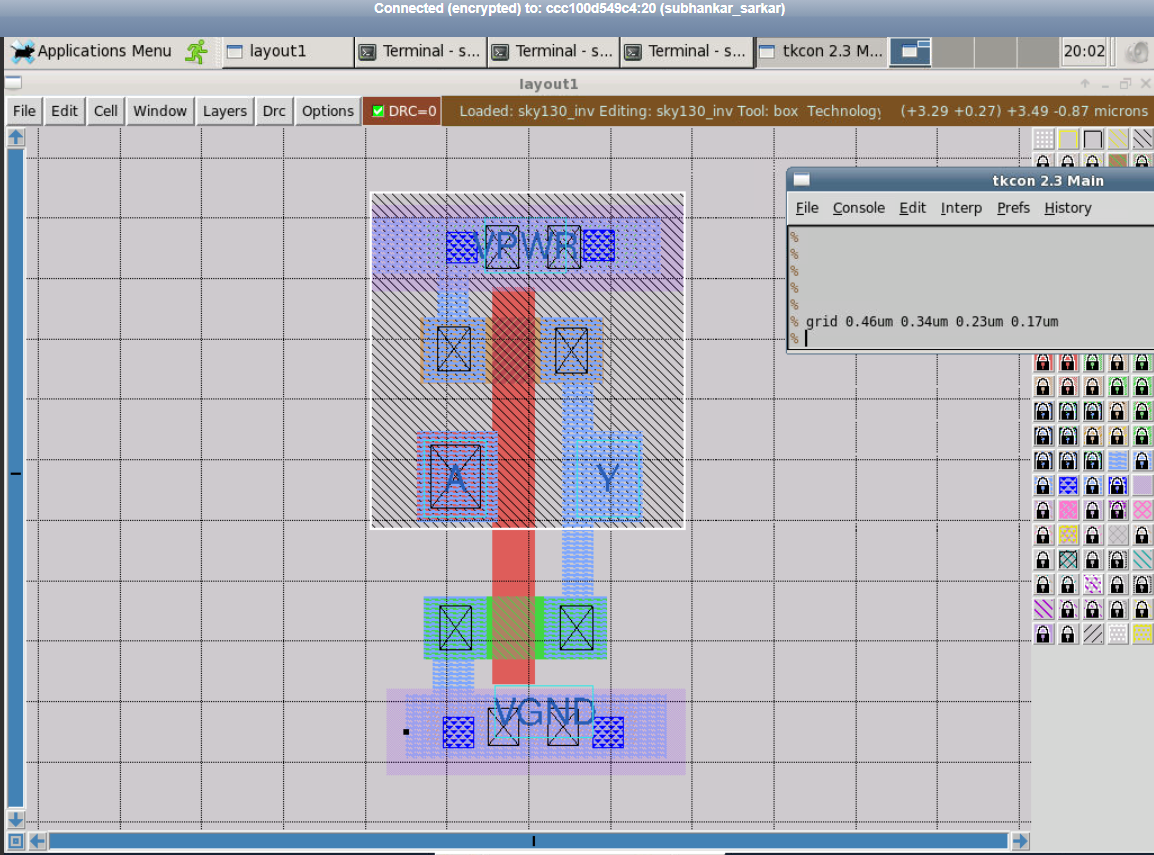 Connected (encrypted) to: ccc100d549c4:20 (subhankar_sarkar)
Applications Menu layout1 Terminal - s... Terminal - s... Terminal - s... tkcon 2.3 M... 20:02
layout1
File Edit Cell Window Layers Drc Options DRC=0 Loaded: sky130_inv Editing: sky130_inv Tool: box Technology (+3.29 +0.27) +3.49 -0.87 microns
tkcon 2.3 Main
File Console Edit Interp Prefs History
%
%
%
%
%
% grid 0.46um 0.34um 0.23um 0.17um
%
VPWR
A Y
VGND